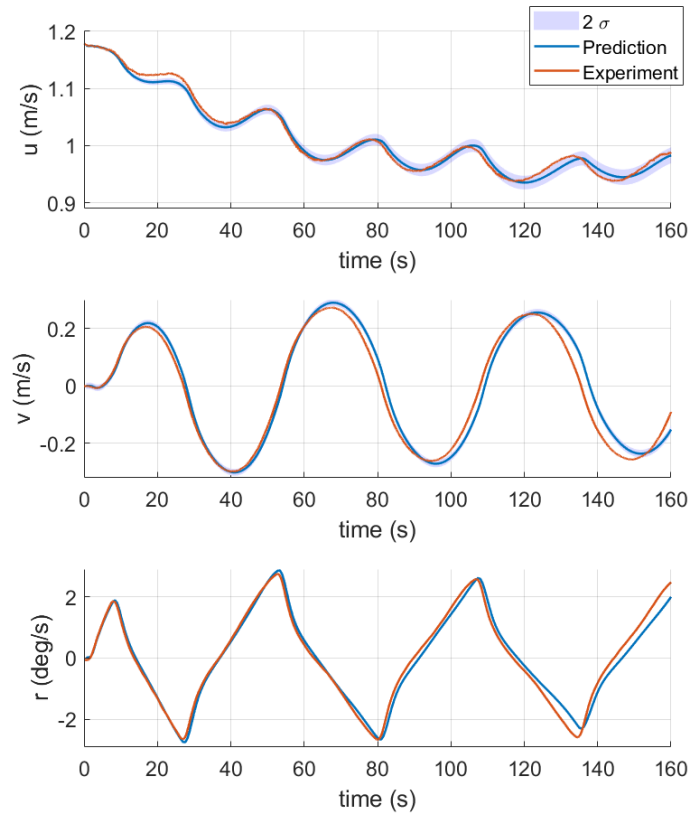 2 σ
Prediction
Experiment
1.2
1.1
1
0.9
u (m/s)
0 20 40 60 80 100 120 140 160
time (s)
0.2
0
-0.2
v (m/s)
0 20 40 60 80 100 120 140 160
time (s)
2
0
-2
r (deg/s)
0 20 40 60 80 100 120 140 160
time (s)